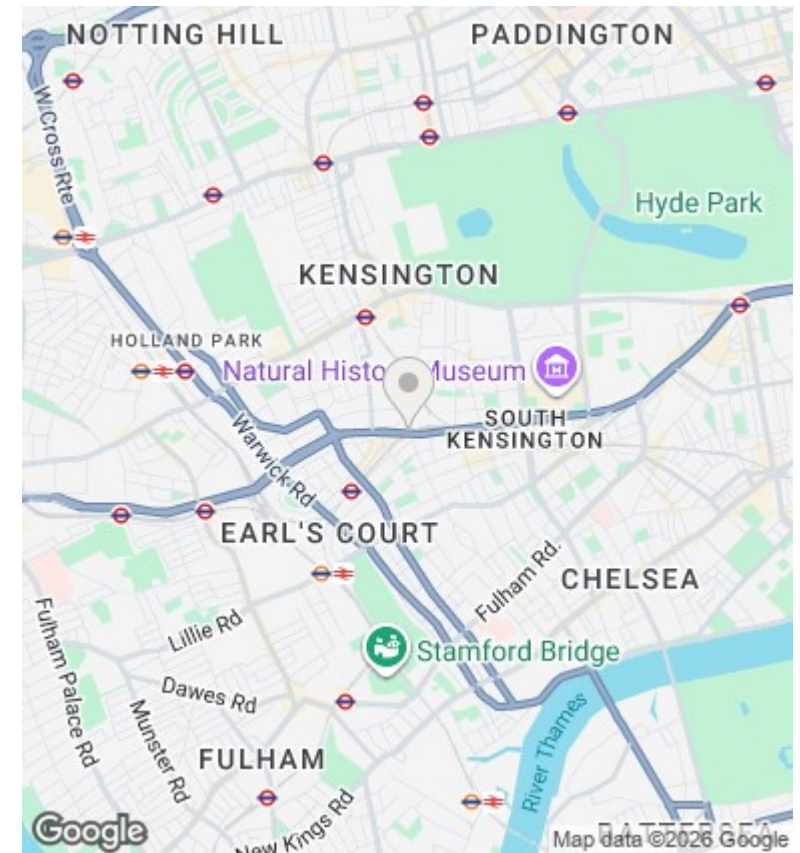 NOTTING HILL
PADDINGTON
W Cross Rte
Hyde Park
KENSINGTON
HOLLAND PARK
Natural Histo Museum
SOUTH
KENSINGTON
Warwick Rd
EARL'S COURT
Fulham Rd.
CHELSEA
Lillie Rd
Stamford Bridge
Fulham Palace Rd
Dawes Rd
Munster Rd
FULHAM
River Thames
New Kings Rd
BATTERSEA
Google
Map data ©2026 Google